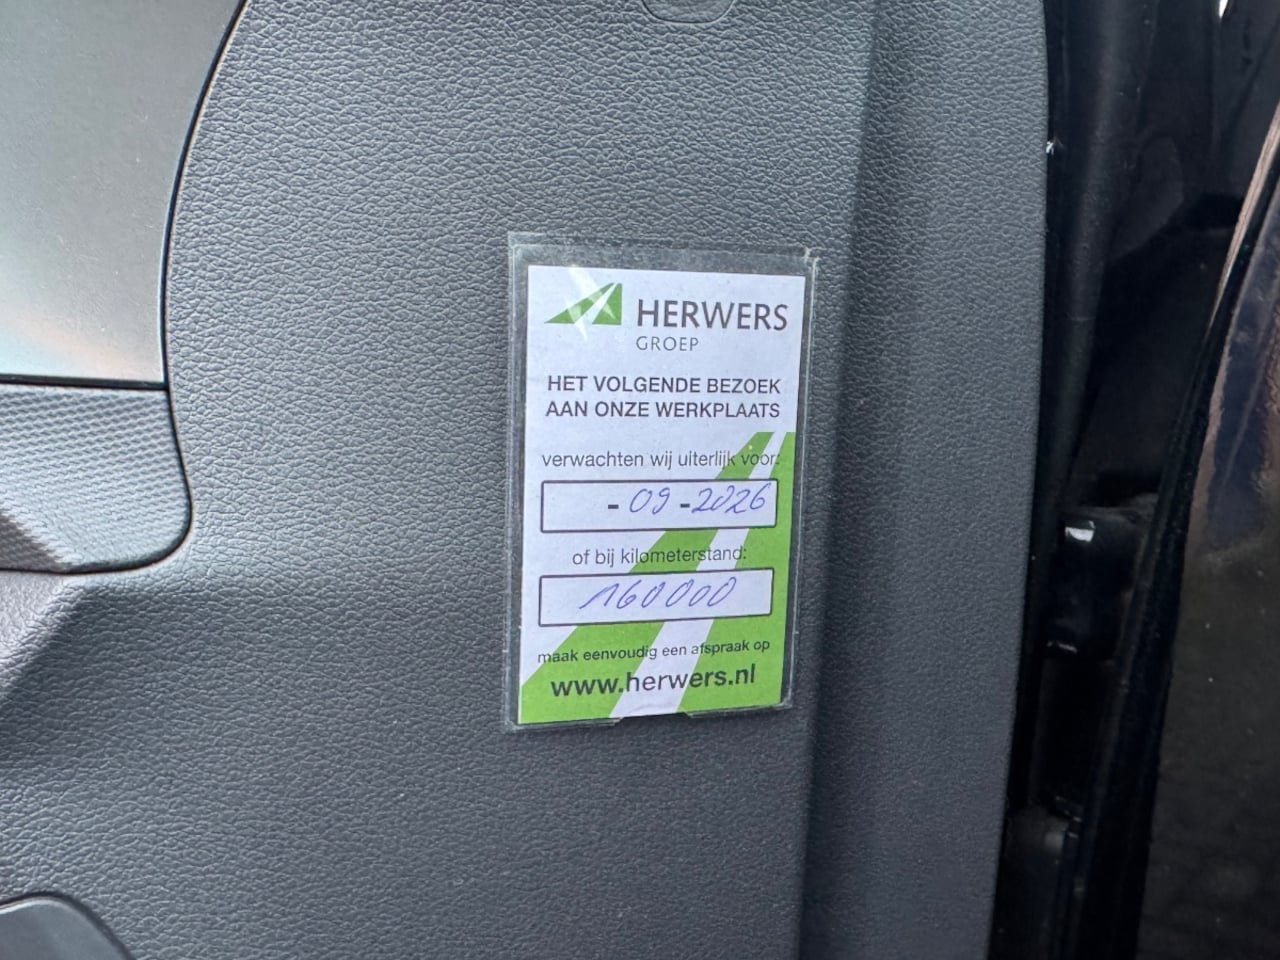 HERWERS
GROEP
HET VOLGENDE BEZOEK
AAN ONZE WERKPLAATS
verwachten wij uiterlijk voor:
- 09 - 2026
of bij kilometerstand:
160000
maak eenvoudig een afspraak op
www.herwers.nl